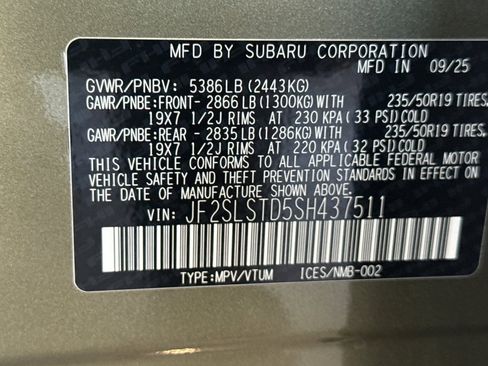 MFD BY SUBARU CORPORATION
MFD IN 09/25
GVWR/PNBV: 5386LB (2443KG)
GAWR/PNBE:FRONT- 2866LB (1300KG)WITH 235/50R19 TIRES,
19X7 1/2J RIMS AT 230 KPA (33 PSI)COLD
GAWR/PNBE:REAR - 2835LB (1286KG)WITH 235/50R19 TIRES,
19X7 1/2J RIMS AT 220 KPA (32 PSI)COLD
THIS VEHICLE CONFORMS TO ALL APPLICABLE FEDERAL MOTOR
VEHICLE SAFETY AND THEFT PREVENTION STANDARDS IN EFFECT ON
THE DATE OF MANUFACTURE SHOWN ABOVE.
VIN: JF2SLSTD5SH437511
TYPE:MPV/VTUM ICES/NMB-002